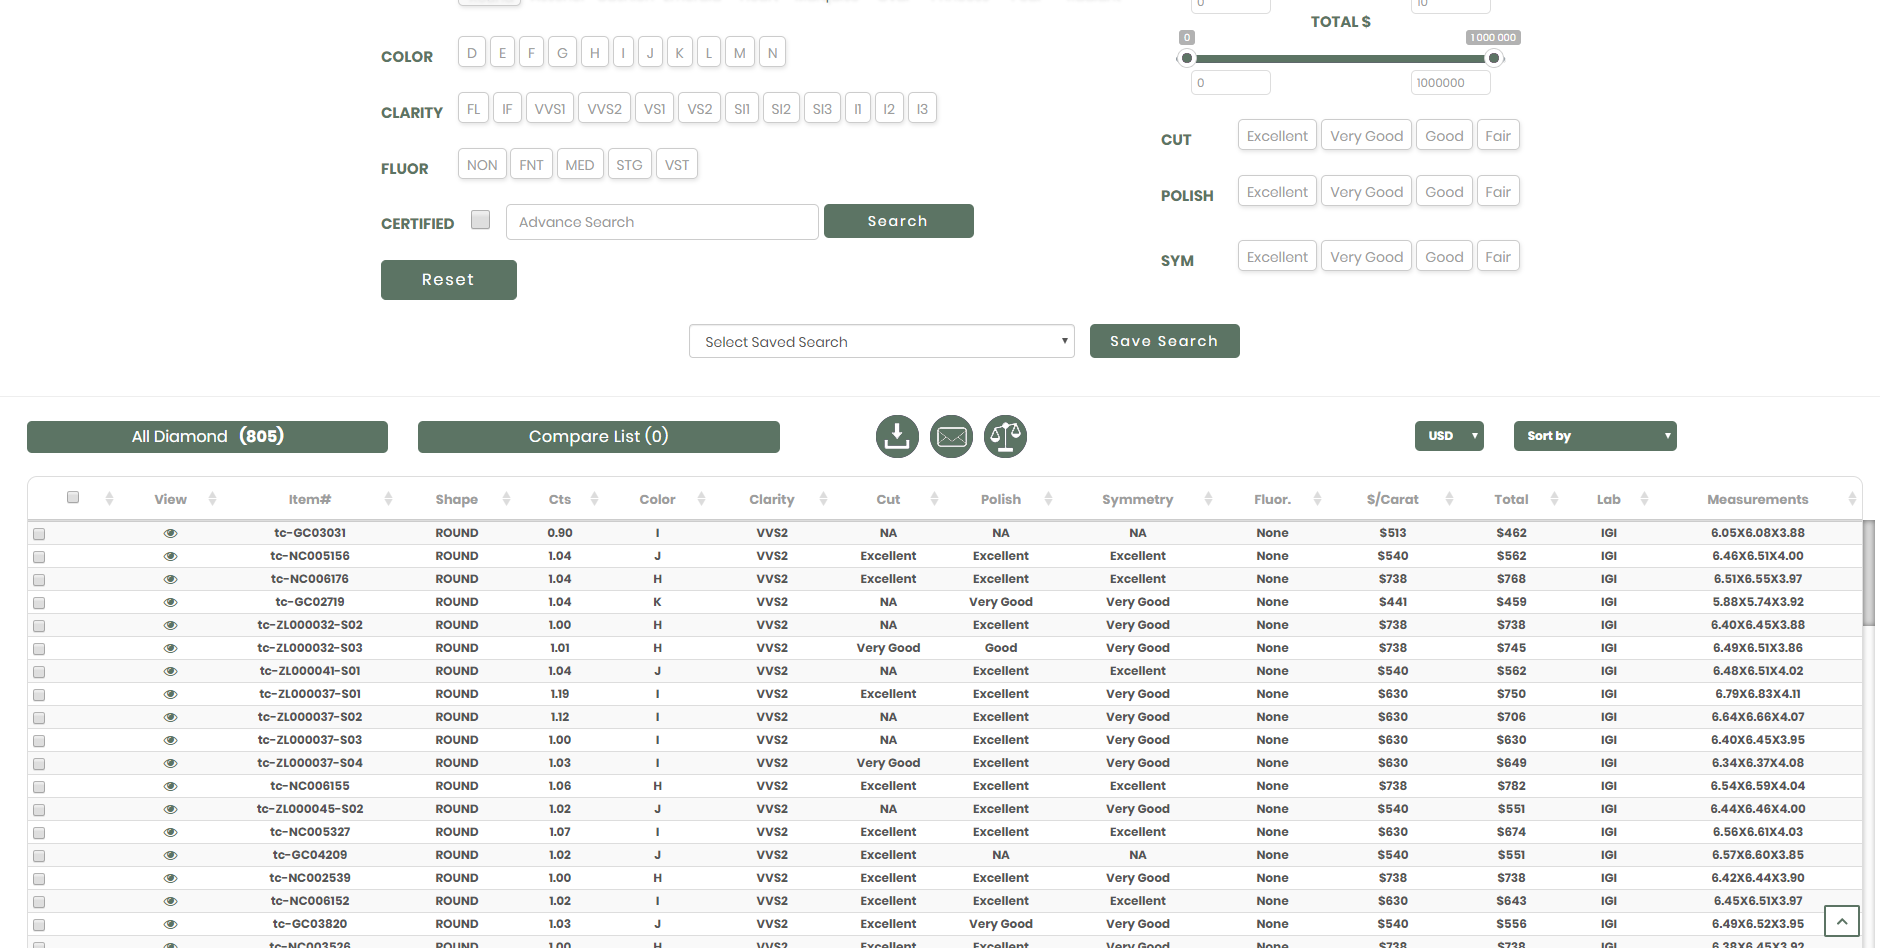 0 10
TOTAL $
COLOR D E F G H I J K L M N
0 1 000 000
0 1000000
CLARITY FL IF VVS1 VVS2 VS1 VS2 SI1 SI2 SI3 I1 I2 I3
CUT Excellent Very Good Good Fair
FLUOR NON FNT MED STG VST
POLISH Excellent Very Good Good Fair
CERTIFIED Advance Search Search
SYM Excellent Very Good Good Fair
Reset
Select Saved Search Save Search
All Diamond (805) Compare List (0) USD Sort by
View Item# Shape Cts Color Clarity Cut Polish Symmetry Fluor. $/Carat Total Lab Measurements
tc-GC03031 ROUND 0.90 I VVS2 NA NA NA None $513 $462 IGI 6.05X6.08X3.88
tc-NC005156 ROUND 1.04 J VVS2 Excellent Excellent Excellent None $540 $562 IGI 6.46X6.51X4.00
tc-NC006176 ROUND 1.04 H VVS2 Excellent Excellent Excellent None $738 $768 IGI 6.51X6.55X3.97
tc-GC02719 ROUND 1.04 K VVS2 NA Very Good Very Good None $441 $459 IGI 5.88X5.74X3.92
tc-ZL000032-S02 ROUND 1.00 H VVS2 NA Excellent Very Good None $738 $738 IGI 6.40X6.45X3.88
tc-ZL000032-S03 ROUND 1.01 H VVS2 Very Good Good Very Good None $738 $745 IGI 6.49X6.51X3.86
tc-ZL000041-S01 ROUND 1.04 J VVS2 NA Excellent Excellent None $540 $562 IGI 6.48X6.51X4.02
tc-ZL000037-S01 ROUND 1.19 I VVS2 Excellent Excellent Very Good None $630 $750 IGI 6.79X6.83X4.11
tc-ZL000037-S02 ROUND 1.12 I VVS2 NA Excellent Very Good None $630 $706 IGI 6.64X6.66X4.07
tc-ZL000037-S03 ROUND 1.00 I VVS2 NA Excellent Very Good None $630 $630 IGI 6.40X6.45X3.95
tc-ZL000037-S04 ROUND 1.03 I VVS2 Very Good Excellent Very Good None $630 $649 IGI 6.34X6.37X4.08
tc-NC006155 ROUND 1.06 H VVS2 Excellent Excellent Excellent None $738 $782 IGI 6.54X6.59X4.04
tc-ZL000045-S02 ROUND 1.02 J VVS2 NA Excellent Very Good None $540 $551 IGI 6.44X6.46X4.00
tc-NC005327 ROUND 1.07 I VVS2 Excellent Excellent Excellent None $630 $674 IGI 6.56X6.61X4.03
tc-GC04209 ROUND 1.02 J VVS2 Excellent NA NA None $540 $551 IGI 6.57X6.60X3.85
tc-NC002539 ROUND 1.00 H VVS2 Excellent Excellent Very Good None $738 $738 IGI 6.42X6.44X3.90
tc-NC006152 ROUND 1.02 I VVS2 Excellent Excellent Excellent None $630 $643 IGI 6.45X6.51X3.97
tc-GC03820 ROUND 1.03 J VVS2 Excellent Very Good Very Good None $540 $556 IGI 6.49X6.52X3.95
tc-NC003526 ROUND 1.00 H VVS2 Excellent Excellent Very Good None $738 $738 IGI 6.38X6.45X3.92